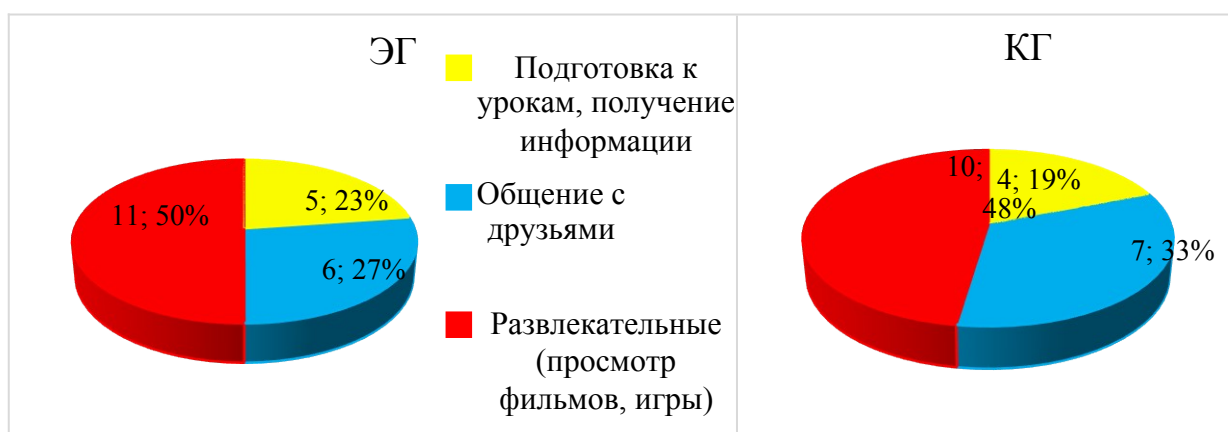 ЭГ
Подготовка к
урокам, получение
информации
Общение с
друзьями
Развлекательные
(просмотр
фильмов, игры)
5; 23%
6; 27%
11; 50%
КГ
10;
48%
4; 19%
7; 33%